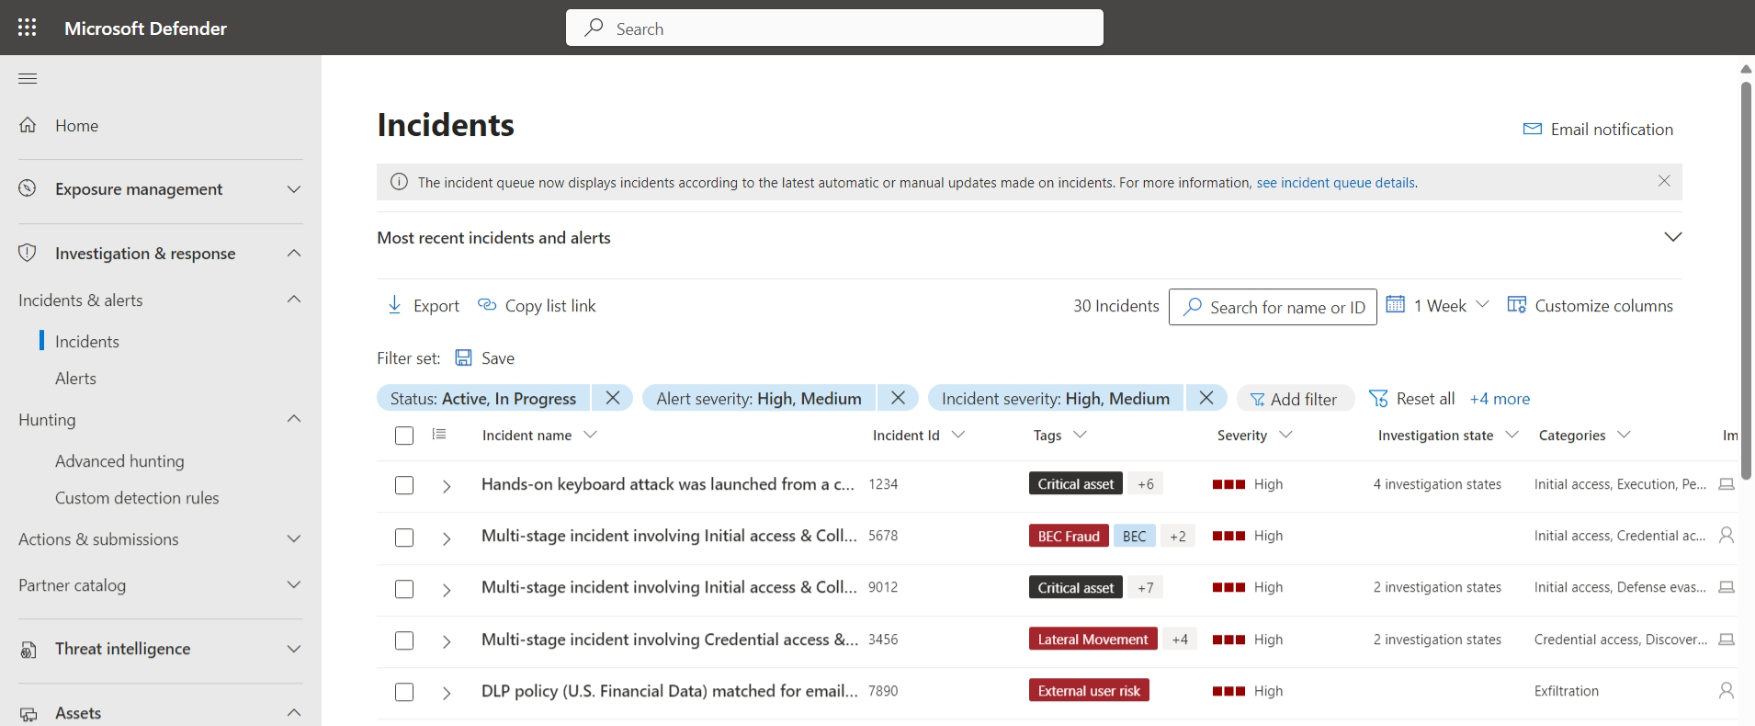 Microsoft Defender
Search
Home
Exposure management
Investigation & response
Incidents & alerts
Incidents
Alerts
Hunting
Advanced hunting
Custom detection rules
Actions & submissions
Partner catalog
Threat intelligence
Assets
Incidents
Email notification
The incident queue now displays incidents according to the latest automatic or manual updates made on incidents. For more information, see incident queue details.
Most recent incidents and alerts
Export Copy list link 30 Incidents Search for name or ID 1 Week Customize columns
Filter set: Save
Status: Active, In Progress Alert severity: High, Medium Incident severity: High, Medium Add filter Reset all +4 more
Incident name Incident Id Tags Severity Investigation state Categories Im
Hands-on keyboard attack was launched from a c... 1234 Critical asset +6 High 4 investigation states Initial access, Execution, Pe...
Multi-stage incident involving Initial access & Coll... 5678 BEC Fraud BEC +2 High Initial access, Credential ac...
Multi-stage incident involving Initial access & Coll... 9012 Critical asset +7 High 2 investigation states Initial access, Defense evas...
Multi-stage incident involving Credential access &... 3456 Lateral Movement +4 High 2 investigation states Credential access, Discover...
DLP policy (U.S. Financial Data) matched for email... 7890 External user risk High Exfiltration